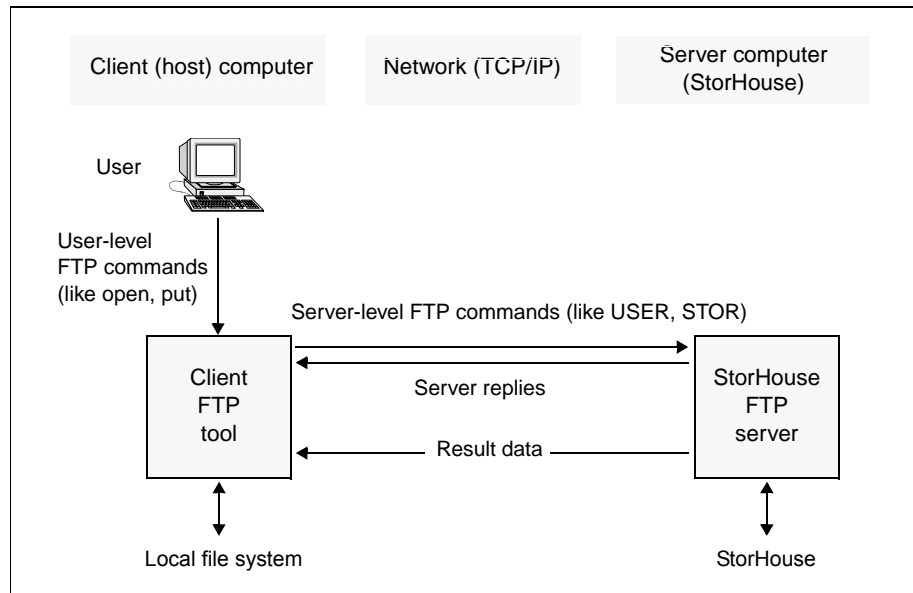 Client (host) computer
Network (TCP/IP)
Server computer
(StorHouse)
User
User-level
FTP commands
(like open, put)
Server-level FTP commands (like USER, STOR)
Client
FTP
tool
Server replies
StorHouse
FTP
server
Result data
Local file system
StorHouse